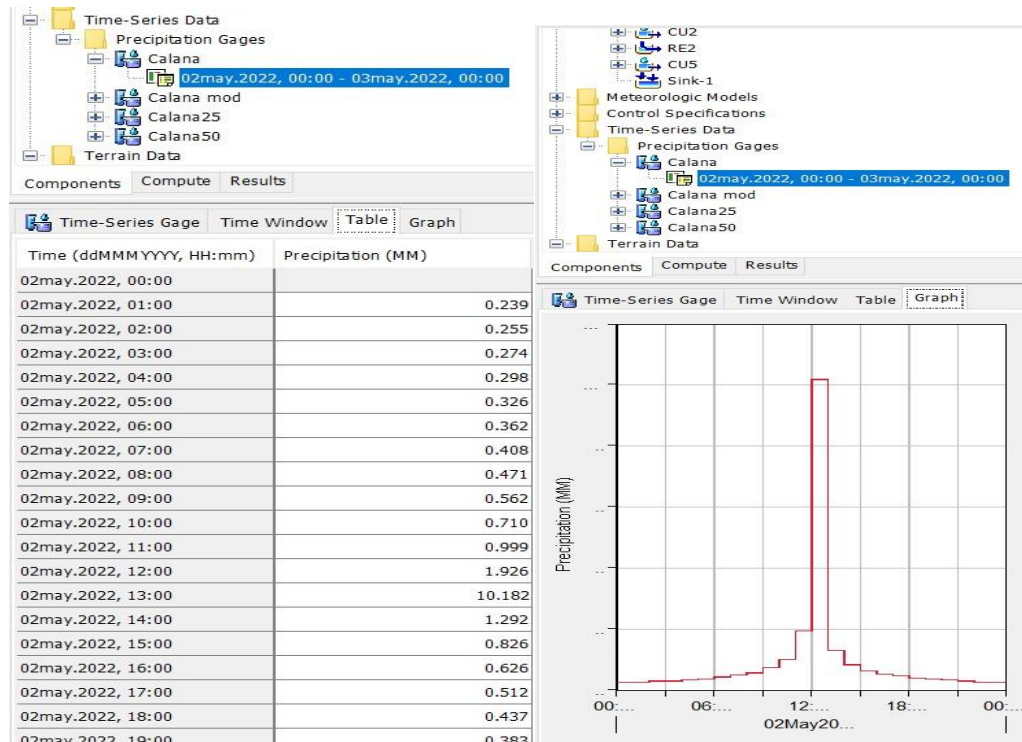 Time-Series Data
Precipitation Gages
Calana
02may.2022, 00:00 - 03may.2022, 00:00
Calana mod
Calana25
Calana50
Terrain Data
Components Compute Results
Time-Series Gage Time Window Table Graph
Time (ddMMMYYYY, HH:mm) Precipitation (MM)
02may.2022, 00:00
02may.2022, 01:00 0.239
02may.2022, 02:00 0.255
02may.2022, 03:00 0.274
02may.2022, 04:00 0.298
02may.2022, 05:00 0.326
02may.2022, 06:00 0.362
02may.2022, 07:00 0.408
02may.2022, 08:00 0.471
02may.2022, 09:00 0.562
02may.2022, 10:00 0.710
02may.2022, 11:00 0.999
02may.2022, 12:00 1.926
02may.2022, 13:00 10.182
02may.2022, 14:00 1.292
02may.2022, 15:00 0.826
02may.2022, 16:00 0.626
02may.2022, 17:00 0.512
02may.2022, 18:00 0.437
02may.2022, 19:00 0.383
CU2
RE2
CU5
Sink-1
Meteorologic Models
Control Specifications
Time-Series Data
Precipitation Gages
Calana
02may.2022, 00:00 - 03may.2022, 00:00
Calana mod
Calana25
Calana50
Terrain Data
Components Compute Results
Time-Series Gage Time Window Table Graph
Precipitation (MM)
00:... 06:... 12:... 18:... 00:...
02May20...